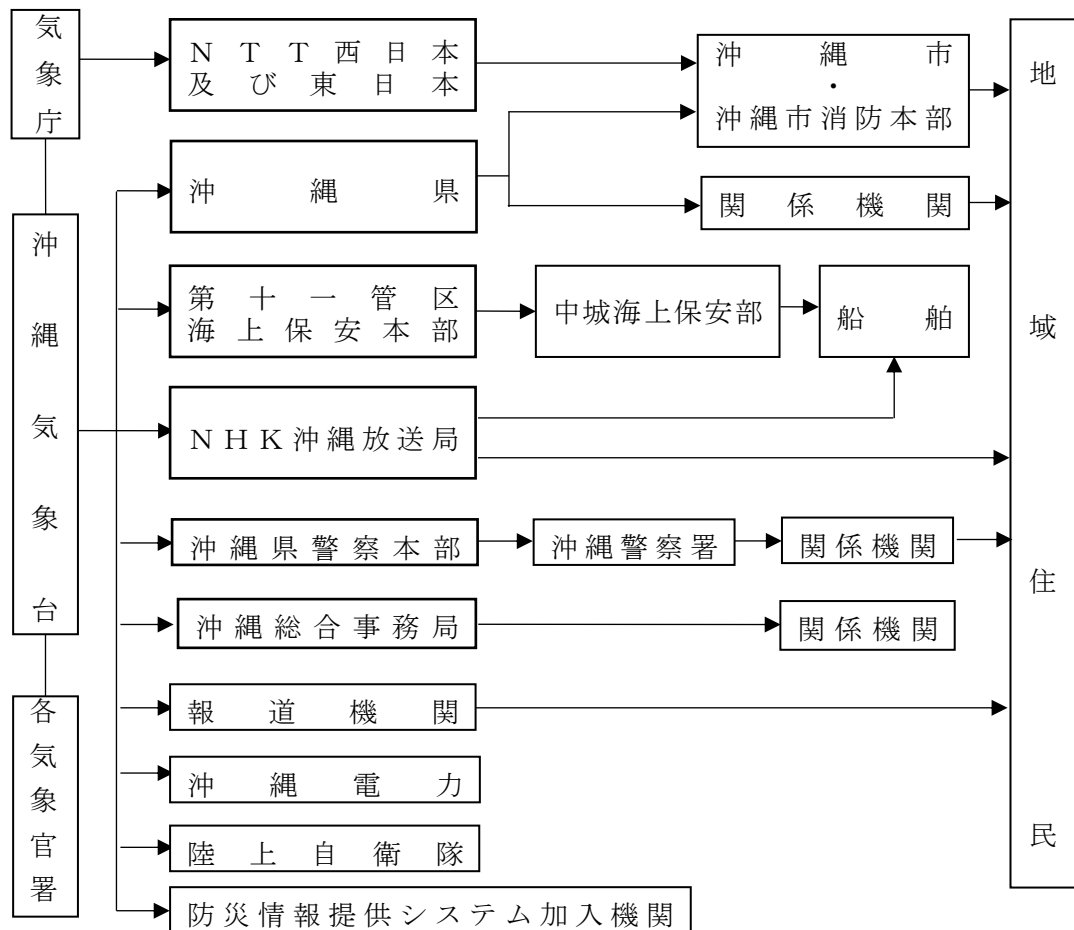 気象庁
NTT西日本
及び東日本
沖縄市
・
沖縄市消防本部
地域住民
沖縄県
関係機関
沖縄気象台
第十一管区
海上保安本部
中城海上保安部
船舶
NHK沖縄放送局
沖縄県警察本部
沖縄警察署
関係機関
沖縄総合事務局
関係機関
各気象官署
報道機関
沖縄電力
陸上自衛隊
防災情報提供システム加入機関